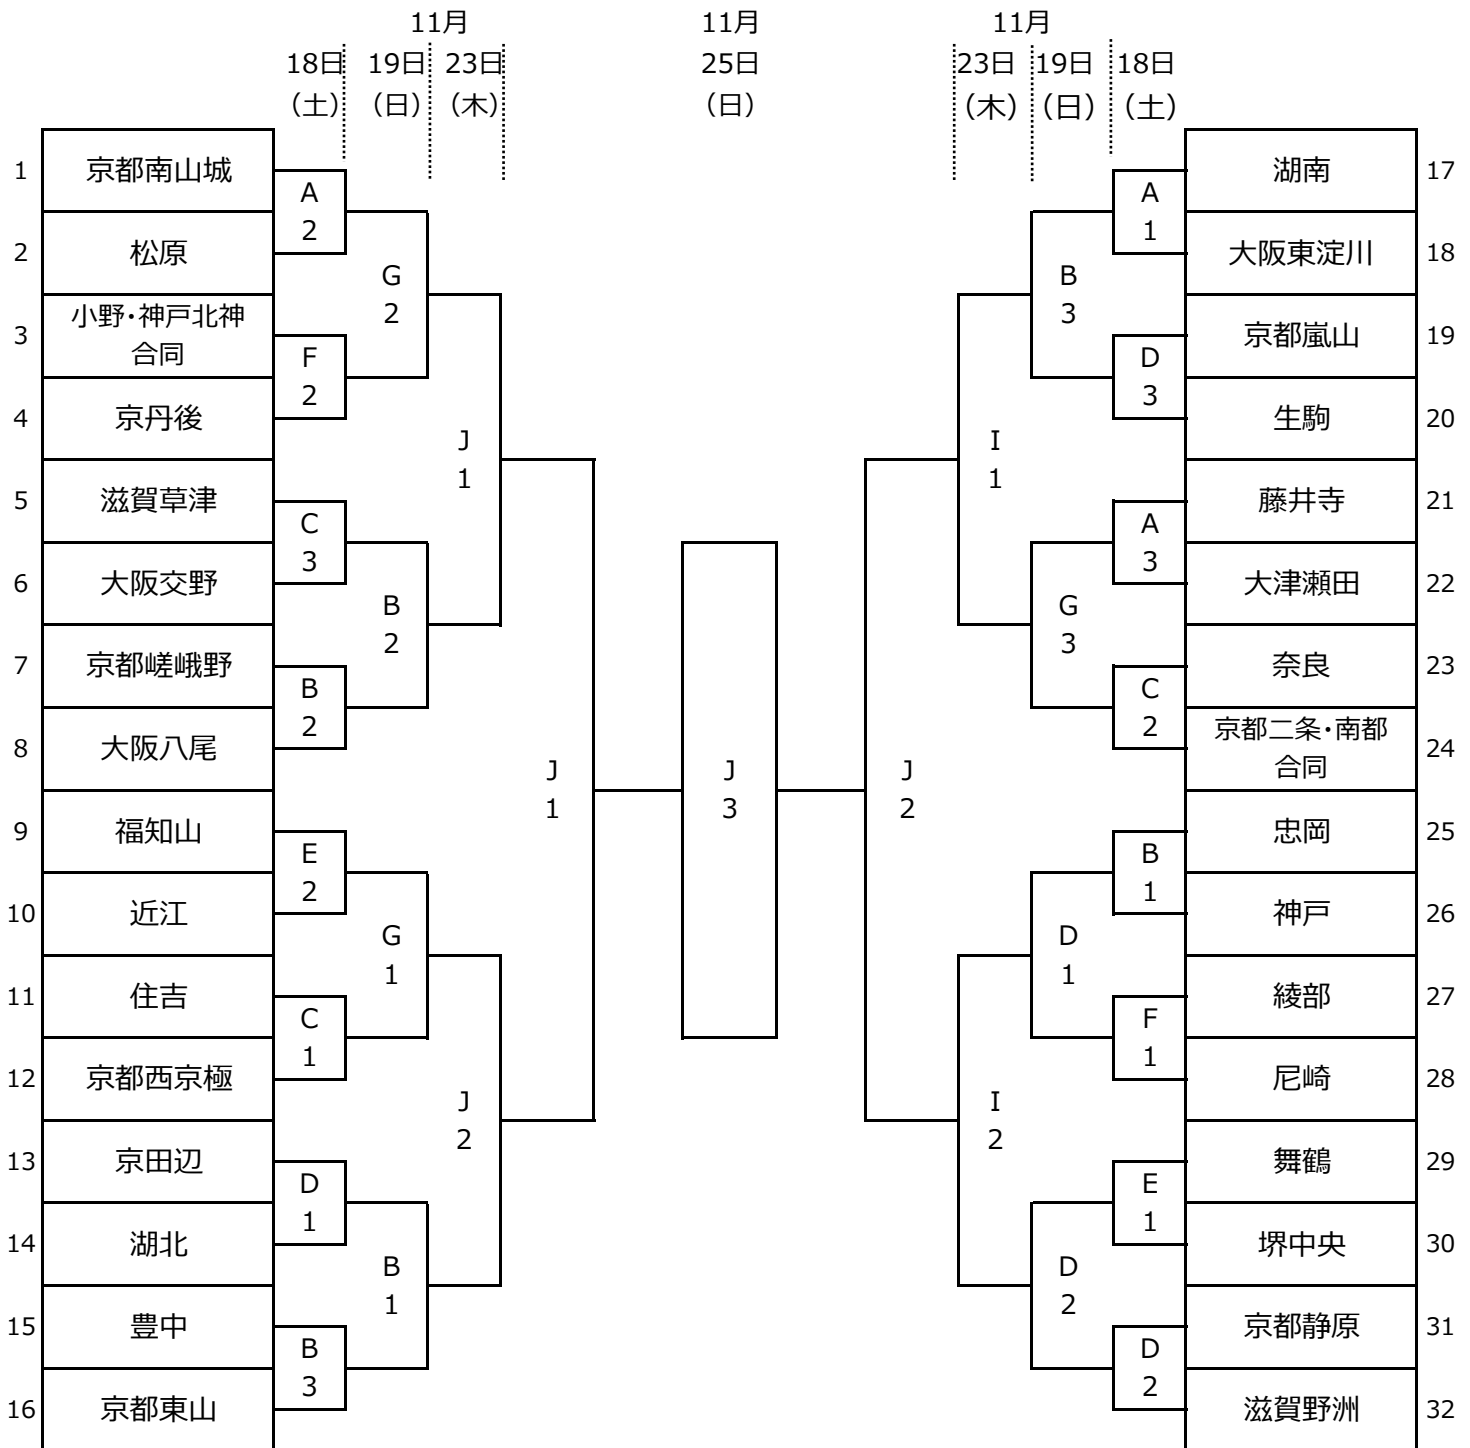 11月
11月
11月
18日
19日
23日
25日
23日
19日
18日
（土）
（日）
（木）
（日）
（木）
（日）
（土）
1
京都南山城
2
松原
3
小野・神戸北神
合同
4
京丹後
5
滋賀草津
6
大阪交野
7
京都嵯峨野
8
大阪八尾
9
福知山
10
近江
11
住吉
12
京都西京極
13
京田辺
14
湖北
15
豊中
16
京都東山
A
2
F
2
C
3
B
2
E
2
C
1
D
1
B
3
G
2
B
2
G
1
B
1
J
1
J
2
J
1
J
3
J
2
I
1
I
2
B
3
G
3
D
1
D
2
A
1
D
3
A
3
C
2
B
1
F
1
E
1
D
2
湖南
17
大阪東淀川
18
京都嵐山
19
生駒
20
藤井寺
21
大津瀬田
22
奈良
23
京都二条・南都
合同
24
忠岡
25
神戸
26
綾部
27
尼崎
28
舞鶴
29
堺中央
30
京都静原
31
滋賀野洲
32